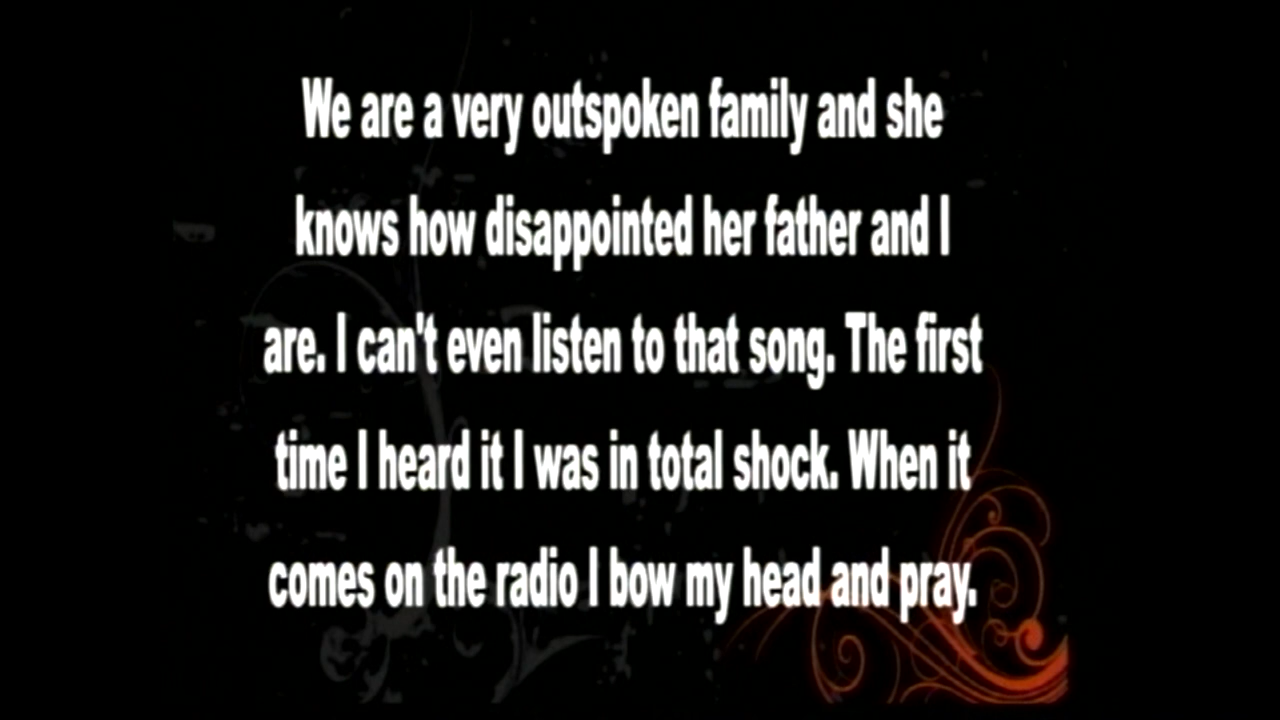 We are a very outspoken family and she
knows how disappointed her father and I
are. I can't even listen to that song. The first
time I heard it I was in total shock. When it
comes on the radio I bow my head and pray.